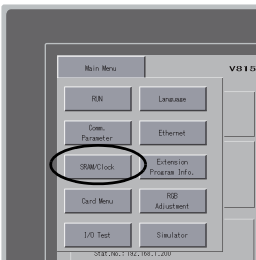 Main Menu
V815
RUN
Language
Comm.
Parameter
Ethernet
SRAM/Clock
Extension
Program Info.
Card Menu
RGB
Adjustment
I/O Test
Simulator
Stat.No.: 192.168.1.200